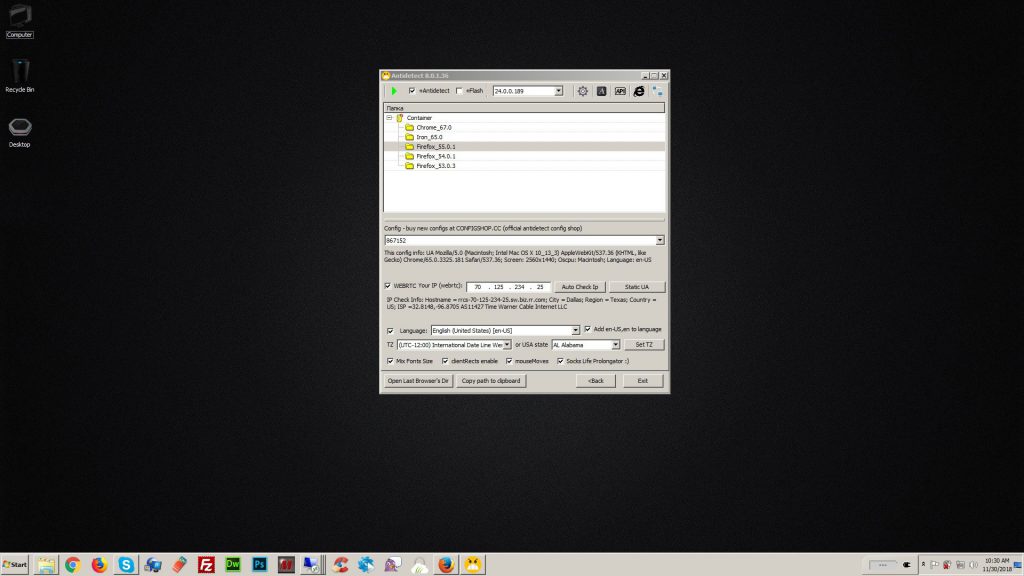 Computer
Recycle Bin
Desktop
Antidetect 8.0.1.36
+Antidetect
+Flash
24.0.0.189
A
API
Папка
Container
Chrome_67.0
Iron_65.0
Firefox_55.0.1
Firefox_54.0.1
Firefox_53.0.3
Config - buy new configs at CONFIGSHOP.CC (official antidetect config shop)
867152
This config info: UA Mozilla/5.0 (Macintosh; Intel Mac OS X 10_13_3) AppleWebKit/537.36 (KHTML, like
Gecko) Chrome/65.0.3325.181 Safari/537.36; Screen: 2560x1440; Oscpu: Macintosh; Language: en-US
WEBRTC Your IP (webrtc): 70 . 125 . 234 . 25 Auto Check Ip Static UA
IP Check Info: Hostname = rrcs-70-125-234-25.sw.biz.rr.com; City = Dallas; Region = Texas; Country =
US; ISP =32.8148,-96.8705 AS11427 Time Warner Cable Internet LLC
Language: English (United States) [en-US] Add en-US,en to language
TZ (UTC-12:00) International Date Line We or USA state AL Alabama Set TZ
Mix Fonts Size clientRects enable mouseMoves Socks Life Prolongator :)
Open Last Browser's Dir Copy path to clipboard <Back Exit
Start
Dw
Ps
10:30 AM
11/30/2018